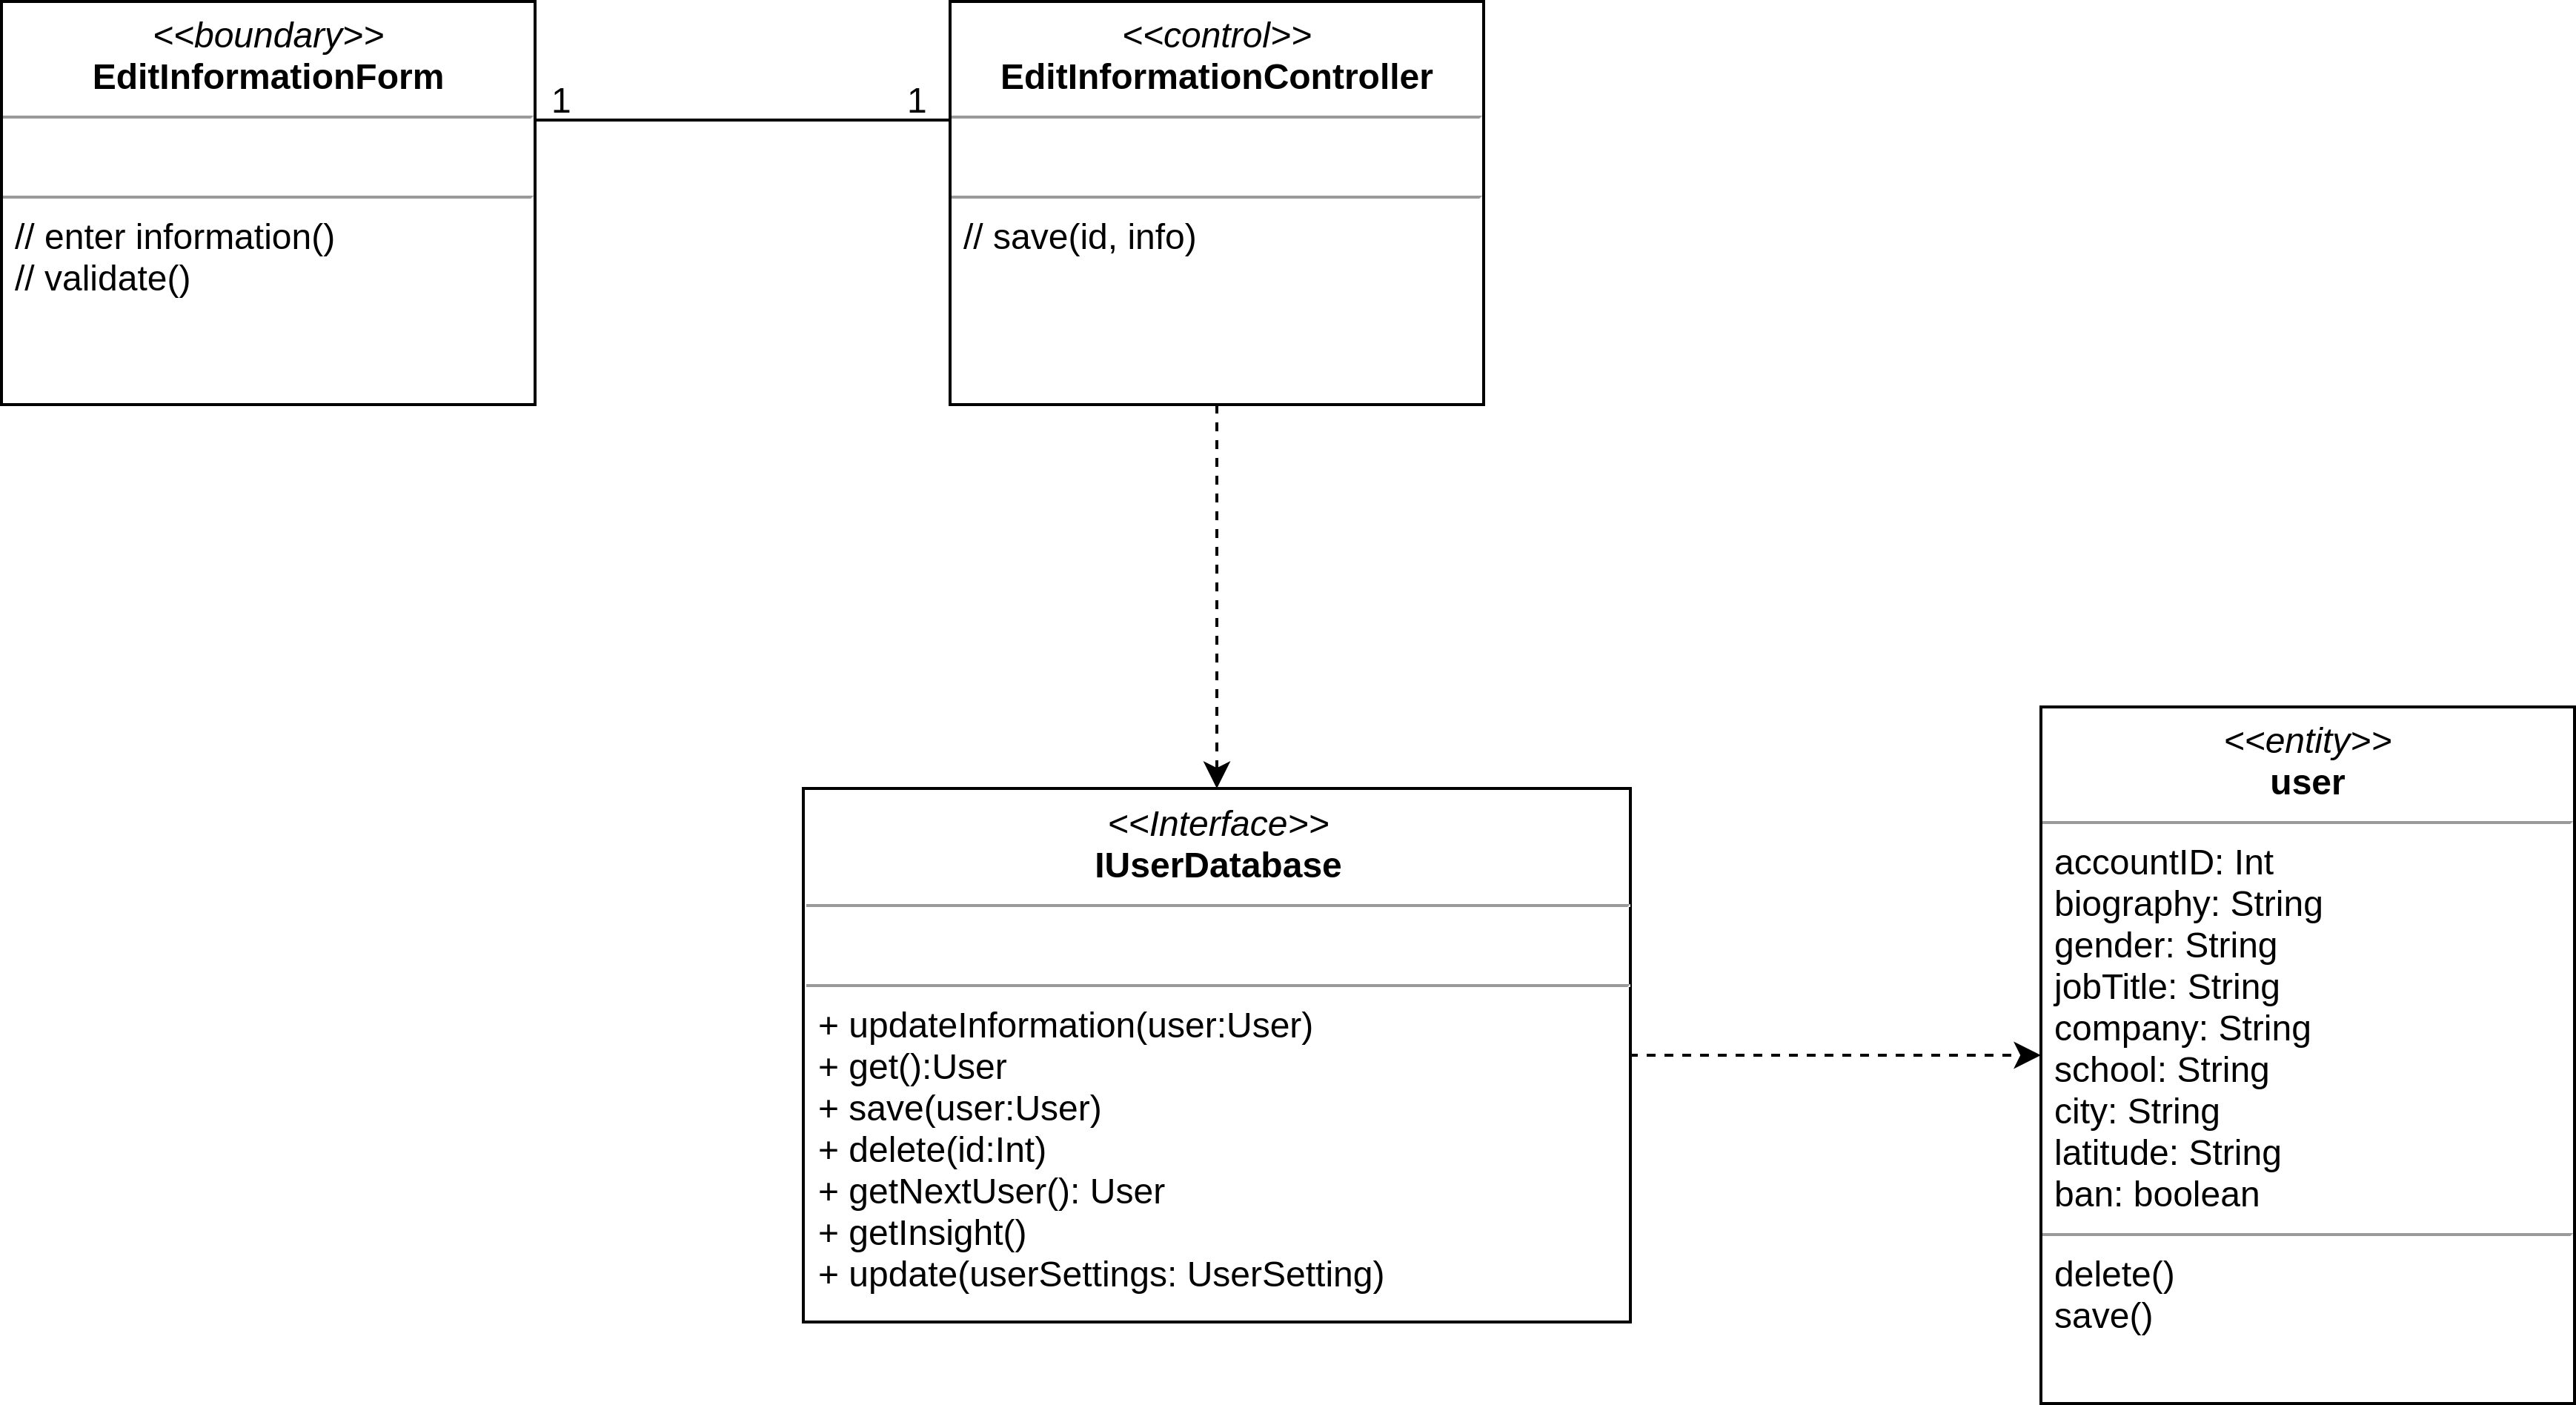 <<boundary>>
EditInformationForm
// enter information()
// validate()
1
1
<<control>>
EditInformationController
// save(id, info)
<<Interface>>
IUserDatabase
+ updateInformation(user:User)
+ get():User
+ save(user:User)
+ delete(id:Int)
+ getNextUser(): User
+ getInsight()
+ update(userSettings: UserSetting)
<<entity>>
user
accountID: Int
biography: String
gender: String
jobTitle: String
company: String
school: String
city: String
latitude: String
ban: boolean
delete()
save()